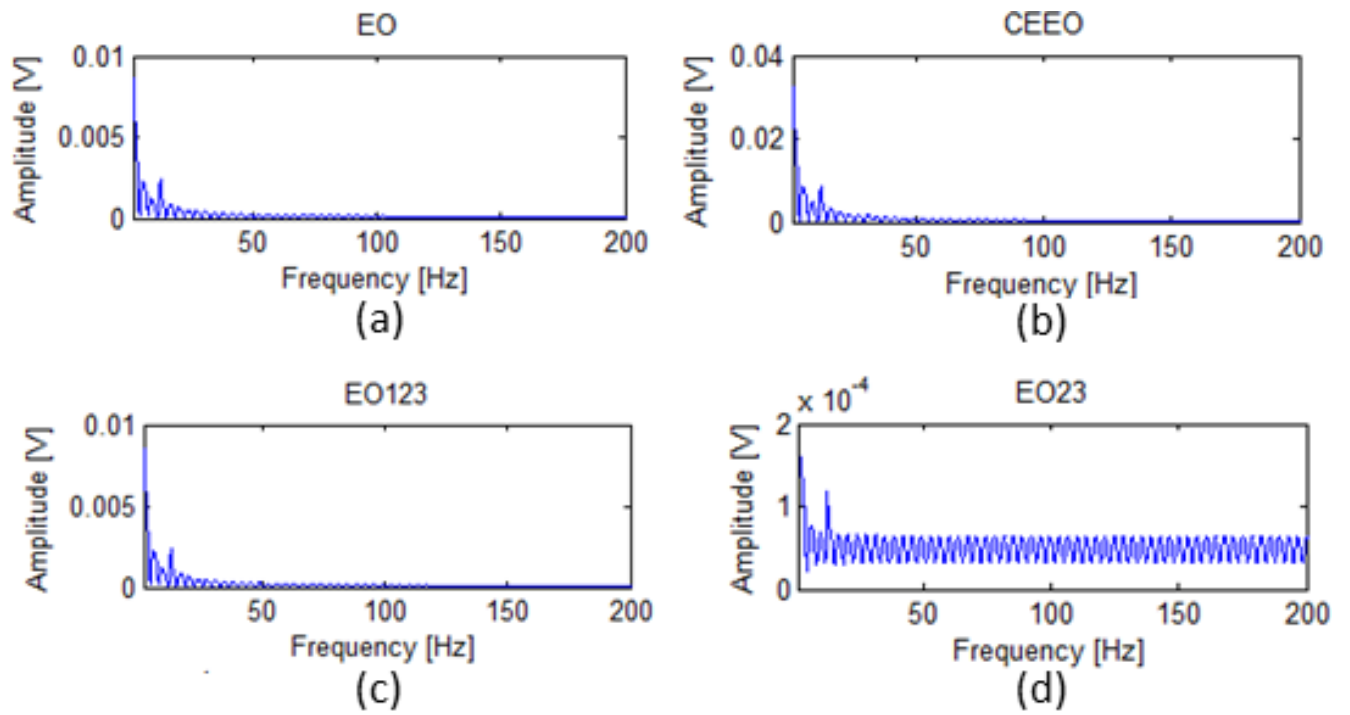 EO
Amplitude [V]
0.01
0.005
0
50 100 150 200
Frequency [Hz]
(a)
CEEO
Amplitude [V]
0.04
0.02
0
50 100 150 200
Frequency [Hz]
(b)
EO123
Amplitude [V]
0.01
0.005
0
50 100 150 200
Frequency [Hz]
(c)
EO23
x 10⁻⁴
Amplitude [V]
2
1
0
50 100 150 200
Frequency [Hz]
(d)